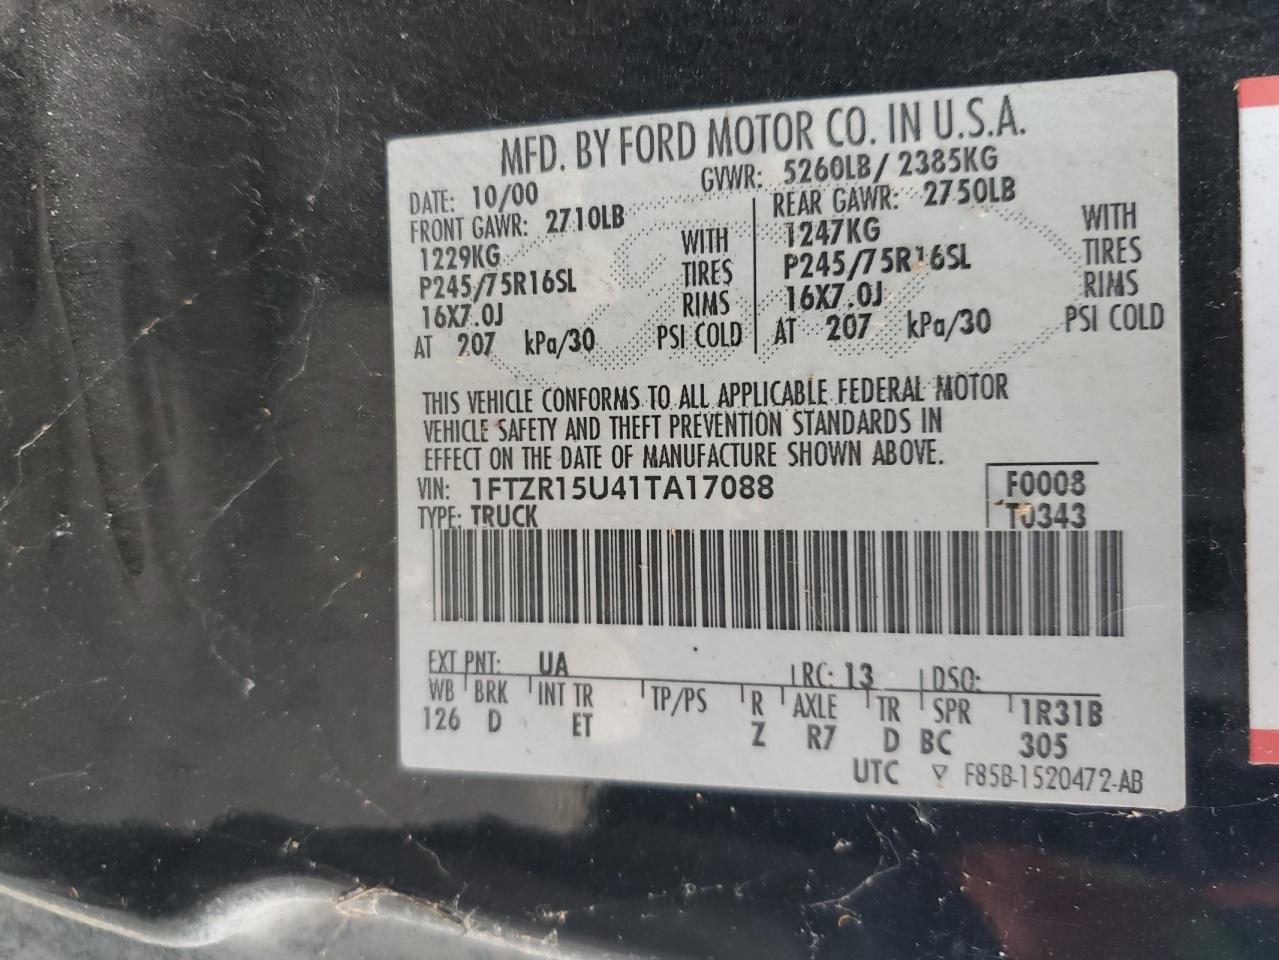 MFD. BY FORD MOTOR CO. IN U.S.A.
DATE: 10/00 GVWR: 5260LB/ 2385KG
FRONT GAWR: 2710LB REAR GAWR: 2750LB
1229KG WITH 1247KG WITH
P245/75R16SL TIRES P245/75R16SL TIRES
16X7.0J RIMS 16X7.0J RIMS
AT 207 kPa/30 PSI COLD AT 207 kPa/30 PSI COLD
THIS VEHICLE CONFORMS TO ALL APPLICABLE FEDERAL MOTOR
VEHICLE SAFETY AND THEFT PREVENTION STANDARDS IN
EFFECT ON THE DATE OF MANUFACTURE SHOWN ABOVE.
VIN: 1FTZR15U41TA17088 F0008
TYPE: TRUCK T0343
EXT PNT: UA RC: 13 DSO:
WB BRK INT TR TP/PS R AXLE TR SPR 1R31B
126 D ET Z R7 D BC 305
UTC ▽ F85B-1520472-AB